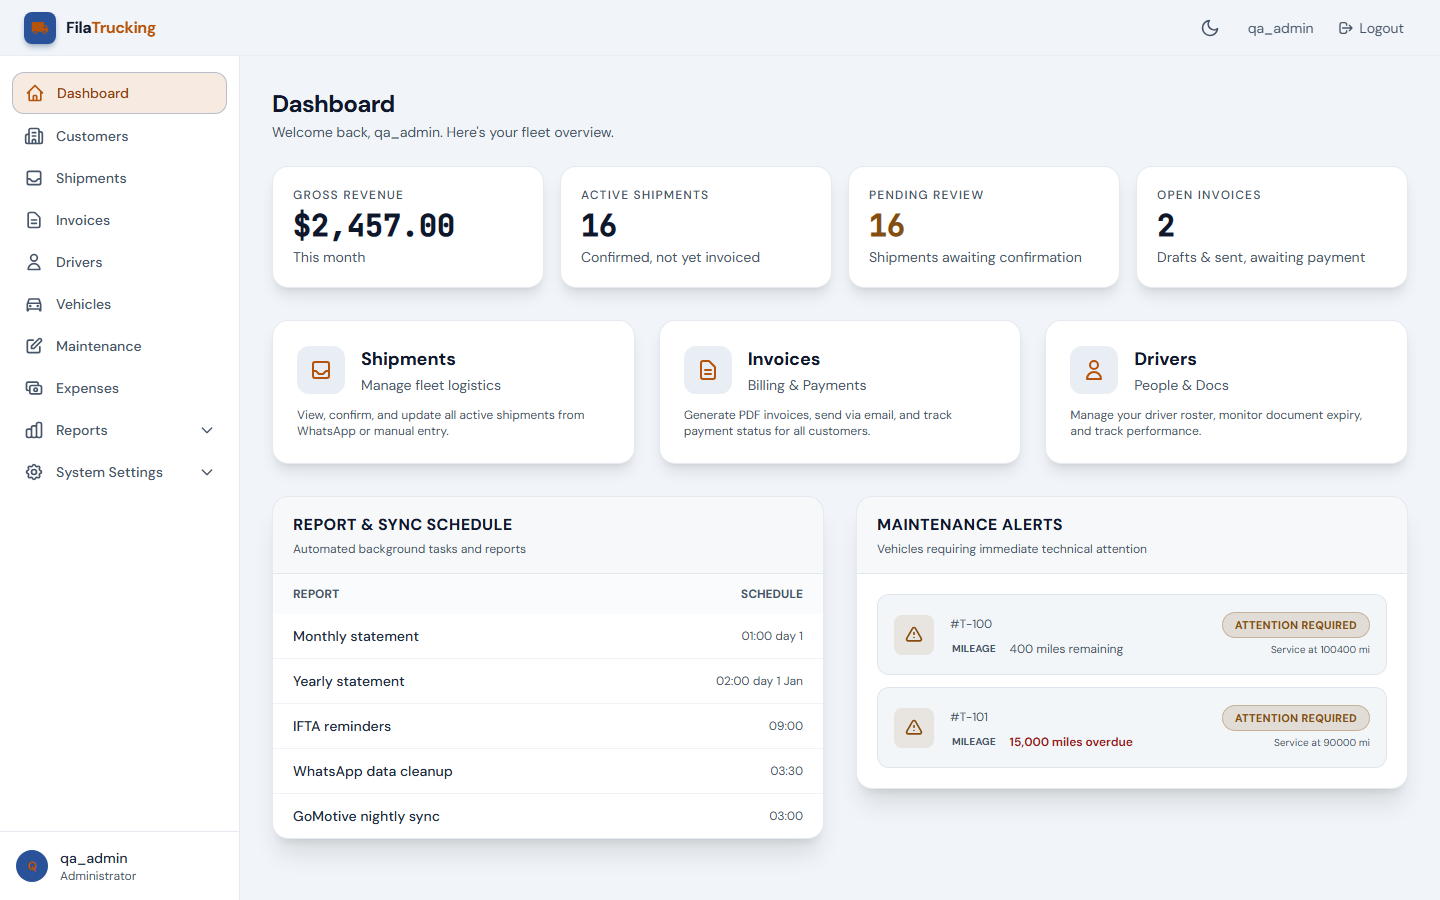 FilaTrucking
qa_admin
Logout
Dashboard
Customers
Shipments
Invoices
Drivers
Vehicles
Maintenance
Expenses
Reports
System Settings
qa_admin
Administrator
Dashboard
Welcome back, qa_admin. Here's your fleet overview.
GROSS REVENUE
$2,457.00
This month
ACTIVE SHIPMENTS
16
Confirmed, not yet invoiced
PENDING REVIEW
16
Shipments awaiting confirmation
OPEN INVOICES
2
Drafts & sent, awaiting payment
Shipments
Manage fleet logistics
View, confirm, and update all active shipments from
WhatsApp or manual entry.
Invoices
Billing & Payments
Generate PDF invoices, send via email, and track
payment status for all customers.
Drivers
People & Docs
Manage your driver roster, monitor document expiry,
and track performance.
REPORT & SYNC SCHEDULE
Automated background tasks and reports
REPORT SCHEDULE
Monthly statement 01:00 day 1
Yearly statement 02:00 day 1 Jan
IFTA reminders 09:00
WhatsApp data cleanup 03:30
GoMotive nightly sync 03:00
MAINTENANCE ALERTS
Vehicles requiring immediate technical attention
#T-100
ATTENTION REQUIRED
MILEAGE 400 miles remaining
Service at 100400 mi
#T-101
ATTENTION REQUIRED
MILEAGE 15,000 miles overdue
Service at 90000 mi
Q